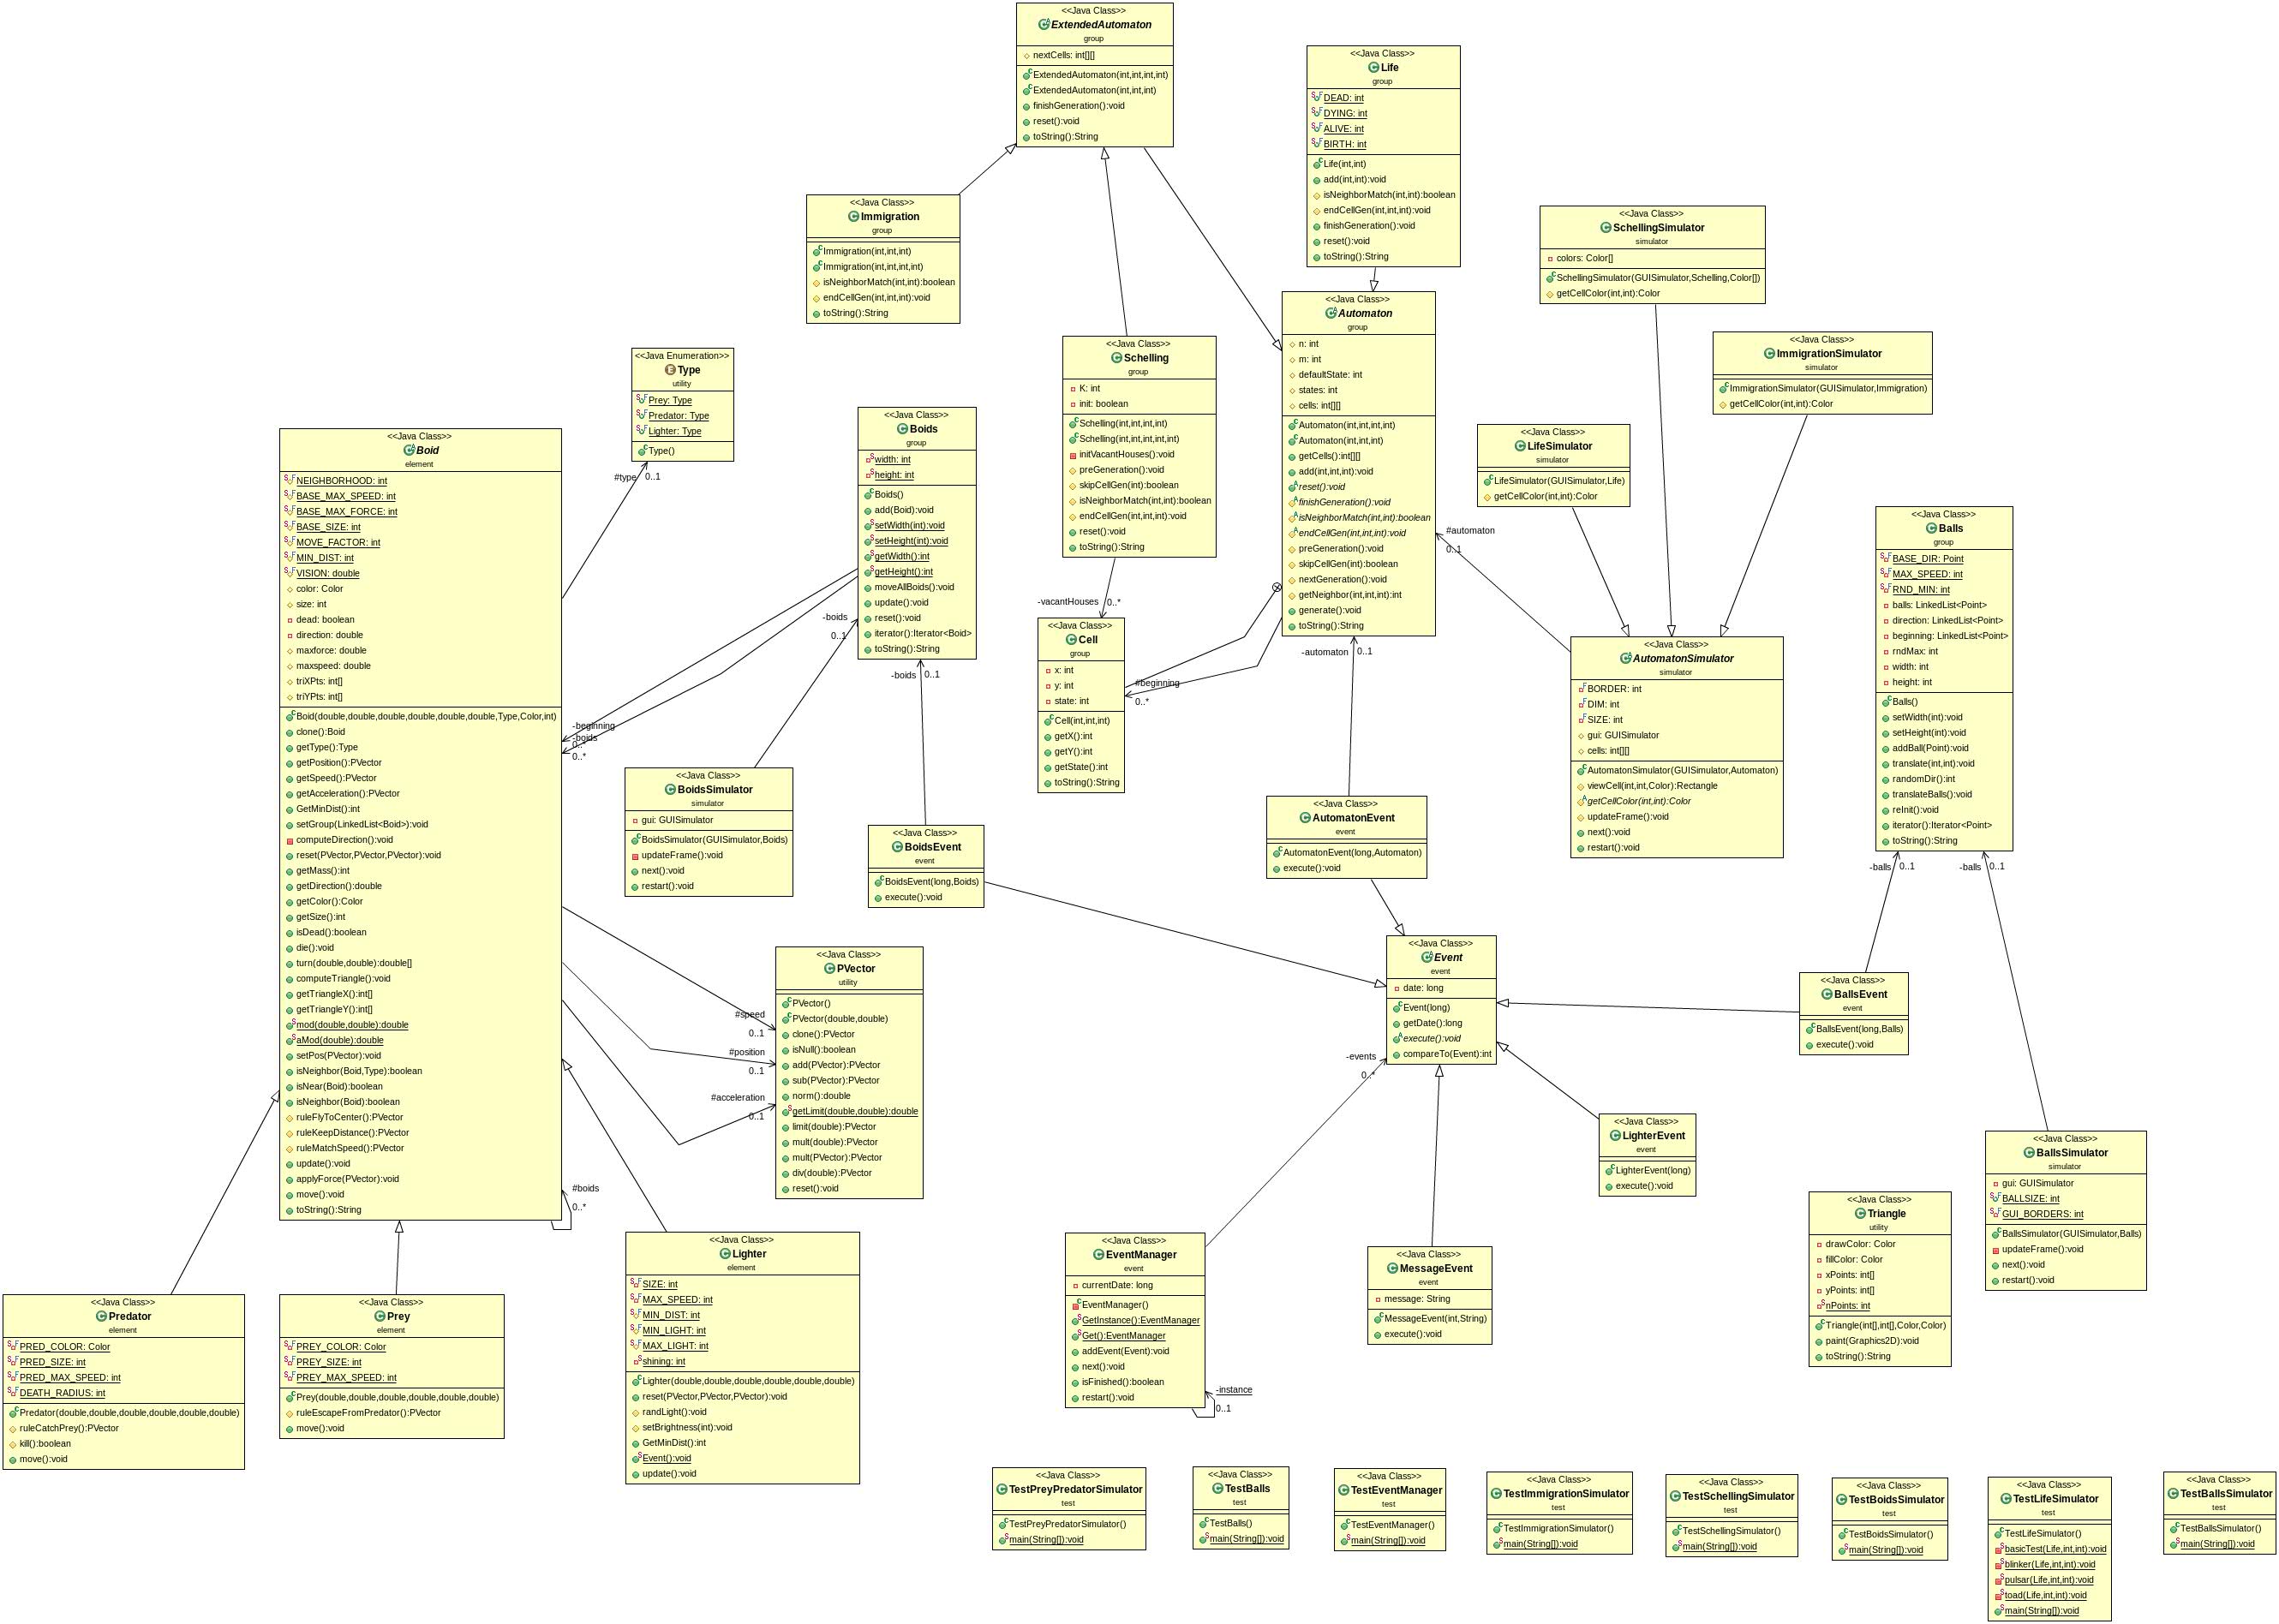 <<Java Class>>
ExtendedAutomaton
group
nextCells: int[][]
ExtendedAutomaton(int,int,int,int)
ExtendedAutomaton(int,int,int)
finishGeneration():void
reset():void
toString():String
<<Java Class>>
Life
group
DEAD: int
DYING: int
ALIVE: int
BIRTH: int
Life(int,int)
add(int,int):void
isNeighborMatch(int,int):boolean
endCellGen(int,int,int):void
finishGeneration():void
reset():void
toString():String
<<Java Class>>
Immigration
group
Immigration(int,int,int)
Immigration(int,int,int,int)
isNeighborMatch(int,int):boolean
endCellGen(int,int,int):void
toString():String
<<Java Class>>
SchellingSimulator
simulator
colors: Color[]
SchellingSimulator(GUISimulator,Schelling,Color[])
getCellColor(int,int):Color
<<Java Class>>
Automaton
group
n: int
m: int
defaultState: int
states: int
cells: int[][]
Automaton(int,int,int,int)
Automaton(int,int,int)
getCells():int[][]
add(int,int,int):void
reset():void
finishGeneration():void
isNeighborMatch(int,int):boolean
endCellGen(int,int,int):void
preGeneration():void
skipCellGen(int):boolean
nextGeneration():void
getNeighbor(int,int,int):int
generate():void
toString():String
<<Java Class>>
ImmigrationSimulator
simulator
ImmigrationSimulator(GUISimulator,Immigration)
getCellColor(int,int):Color
<<Java Class>>
Schelling
group
K: int
init: boolean
Schelling(int,int,int,int)
Schelling(int,int,int,int,int)
initVacantHouses():void
preGeneration():void
skipCellGen(int):boolean
isNeighborMatch(int,int):boolean
endCellGen(int,int,int):void
reset():void
toString():String
<<Java Enumeration>>
Type
utility
Prey: Type
Predator: Type
Lighter: Type
Type()
#type
0..1
<<Java Class>>
Boids
group
width: int
height: int
Boids()
add(Boid):void
setWidth(int):void
setHeight(int):void
getWidth():int
getHeight():int
moveAllBoids():void
update():void
reset():void
iterator():Iterator<Boid>
toString():String
<<Java Class>>
LifeSimulator
simulator
LifeSimulator(GUISimulator,Life)
getCellColor(int,int):Color
<<Java Class>>
Boid
element
NEIGHBORHOOD: int
BASE_MAX_SPEED: int
BASE_MAX_FORCE: int
BASE_SIZE: int
MOVE_FACTOR: int
MIN_DIST: int
VISION: double
color: Color
size: int
dead: boolean
direction: double
maxforce: double
maxspeed: double
triXPts: int[]
triYPts: int[]
Boid(double,double,double,double,double,double,Type,Color,int)
clone():Boid
getType():Type
getPosition():PVector
getSpeed():PVector
getAcceleration():PVector
GetMinDist():int
setGroup(LinkedList<Boid>):void
computeDirection():void
reset(PVector,PVector,PVector):void
getMass():int
getDirection():double
getColor():Color
getSize():int
isDead():boolean
die():void
turn(double,double):double[]
computeTriangle():void
getTriangleX():int[]
getTriangleY():int[]
mod(double,double):double
aMod(double):double
setPos(PVector):void
isNeighbor(Boid,Type):boolean
isNear(Boid):boolean
isNeighbor(Boid):boolean
ruleFlyToCenter():PVector
ruleKeepDistance():PVector
ruleMatchSpeed():PVector
update():void
applyForce(PVector):void
move():void
toString():String
<<Java Class>>
Balls
group
BASE_DIR: Point
MAX_SPEED: int
RND_MIN: int
balls: LinkedList<Point>
direction: LinkedList<Point>
beginning: LinkedList<Point>
rndMax: int
width: int
height: int
Balls()
setWidth(int):void
setHeight(int):void
addBall(Point):void
translate(int,int):void
randomDir():int
translateBalls():void
reInit():void
iterator():Iterator<Point>
toString():String
#automaton
0..1
-vacantHouses
0..*
-boids
0..1
<<Java Class>>
Cell
group
x: int
y: int
state: int
Cell(int,int,int)
getX():int
getY():int
getState():int
toString():String
#beginning
0..*
-automaton
0..1
<<Java Class>>
AutomatonSimulator
simulator
BORDER: int
DIM: int
SIZE: int
gui: GUISimulator
cells: int[][]
AutomatonSimulator(GUISimulator,Automaton)
viewCell(int,int,Color):Rectangle
getCellColor(int,int):Color
updateFrame():void
next():void
restart():void
-boids
0..1
-beginning
-boids
0..*
0..*
<<Java Class>>
BoidsSimulator
simulator
gui: GUISimulator
BoidsSimulator(GUISimulator,Boids)
updateFrame():void
next():void
restart():void
<<Java Class>>
BoidsEvent
event
BoidsEvent(long,Boids)
execute():void
<<Java Class>>
AutomatonEvent
event
AutomatonEvent(long,Automaton)
execute():void
-balls
0..1
-balls
0..1
<<Java Class>>
PVector
utility
PVector()
PVector(double,double)
clone():PVector
isNull():boolean
add(PVector):PVector
sub(PVector):PVector
norm():double
getLimit(double,double):double
limit(double):PVector
mult(double):PVector
mult(PVector):PVector
div(double):PVector
reset():void
#speed
0..1
#position
0..1
#acceleration
0..1
<<Java Class>>
Event
event
date: long
Event(long)
getDate():long
execute():void
compareTo(Event):int
-events
0..*
<<Java Class>>
BallsEvent
event
BallsEvent(long,Balls)
execute():void
<<Java Class>>
LighterEvent
event
LighterEvent(long)
execute():void
<<Java Class>>
BallsSimulator
simulator
gui: GUISimulator
BALLSIZE: int
GUI_BORDERS: int
BallsSimulator(GUISimulator,Balls)
updateFrame():void
next():void
restart():void
#boids
0..*
<<Java Class>>
Triangle
utility
drawColor: Color
fillColor: Color
xPoints: int[]
yPoints: int[]
nPoints: int
Triangle(int[],int[],Color,Color)
paint(Graphics2D):void
toString():String
<<Java Class>>
Lighter
element
SIZE: int
MAX_SPEED: int
MIN_DIST: int
MIN_LIGHT: int
MAX_LIGHT: int
shining: int
Lighter(double,double,double,double,double,double)
reset(PVector,PVector,PVector):void
randLight():void
setBrightness(int):void
GetMinDist():int
Event():void
update():void
<<Java Class>>
EventManager
event
currentDate: long
EventManager()
GetInstance():EventManager
Get():EventManager
addEvent(Event):void
next():void
isFinished():boolean
restart():void
-instance
0..1
<<Java Class>>
MessageEvent
event
message: String
MessageEvent(int,String)
execute():void
<<Java Class>>
Predator
element
PRED_COLOR: Color
PRED_SIZE: int
PRED_MAX_SPEED: int
DEATH_RADIUS: int
Predator(double,double,double,double,double,double)
ruleCatchPrey():PVector
kill():boolean
move():void
<<Java Class>>
Prey
element
PREY_COLOR: Color
PREY_SIZE: int
PREY_MAX_SPEED: int
Prey(double,double,double,double,double,double)
ruleEscapeFromPredator():PVector
move():void
<<Java Class>>
TestPreyPredatorSimulator
test
TestPreyPredatorSimulator()
main(String[]):void
<<Java Class>>
TestBalls
test
TestBalls()
main(String[]):void
<<Java Class>>
TestEventManager
test
TestEventManager()
main(String[]):void
<<Java Class>>
TestImmigrationSimulator
test
TestImmigrationSimulator()
main(String[]):void
<<Java Class>>
TestSchellingSimulator
test
TestSchellingSimulator()
main(String[]):void
<<Java Class>>
TestBoidsSimulator
test
TestBoidsSimulator()
main(String[]):void
<<Java Class>>
TestLifeSimulator
test
TestLifeSimulator()
basicTest(Life,int,int):void
blinker(Life,int,int):void
pulsar(Life,int,int):void
toad(Life,int,int):void
main(String[]):void
<<Java Class>>
TestBallsSimulator
test
TestBallsSimulator()
main(String[]):void